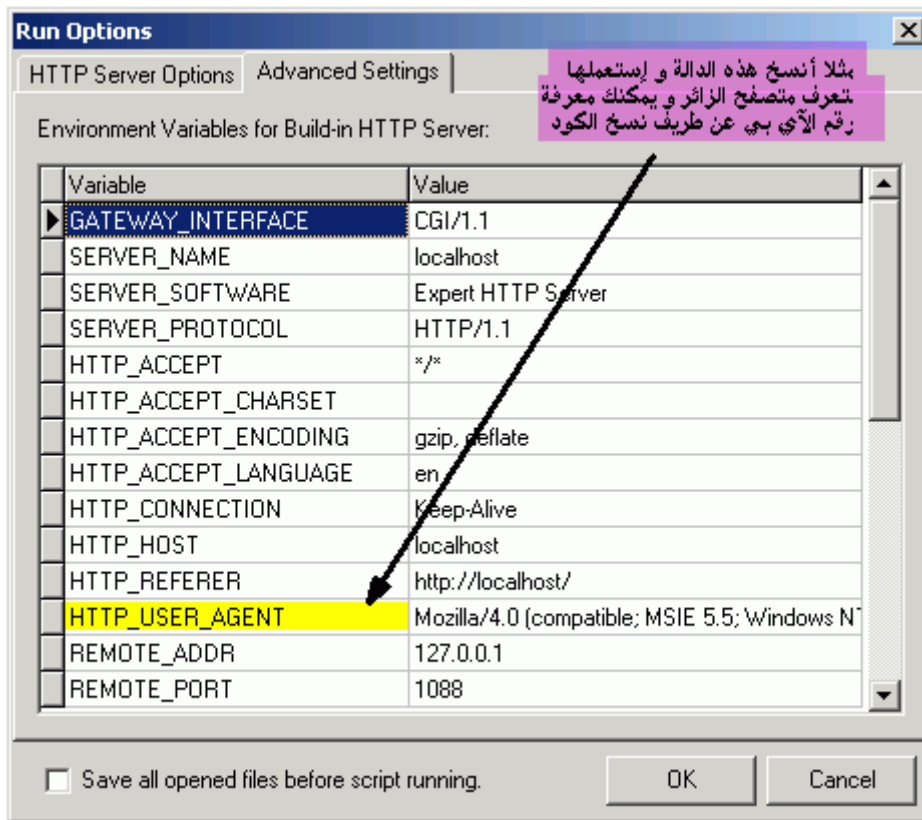 Run Options
HTTP Server Options
Advanced Settings
مثلا أنسخ هذه الدالة و إستعملها
لتعرف متصفح الزائر و يمكنك معرفة
رقم الآي بي عن طريف نسخ الكود
Environment Variables for Build-in HTTP Server:
Variable Value
GATEWAY_INTERFACE CGI/1.1
SERVER_NAME localhost
SERVER_SOFTWARE Expert HTTP Server
SERVER_PROTOCOL HTTP/1.1
HTTP_ACCEPT */*
HTTP_ACCEPT_CHARSET
HTTP_ACCEPT_ENCODING gzip, deflate
HTTP_ACCEPT_LANGUAGE en
HTTP_CONNECTION Keep-Alive
HTTP_HOST localhost
HTTP_REFERER http://localhost/
HTTP_USER_AGENT Mozilla/4.0 (compatible; MSIE 5.5; Windows NT
REMOTE_ADDR 127.0.0.1
REMOTE_PORT 1088
Save all opened files before script running.
OK
Cancel